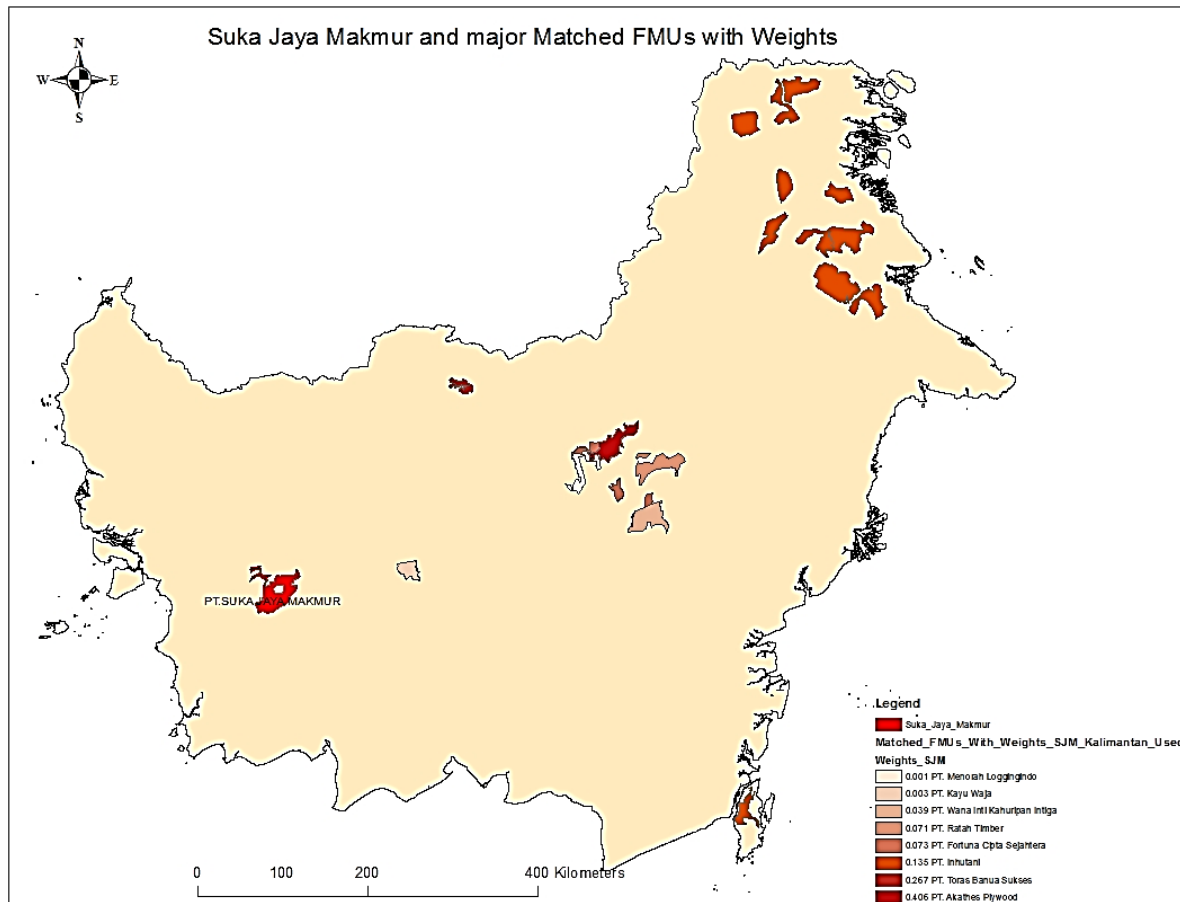 Suka Jaya Makmur and major Matched FMUs with Weights
N
W E
S
PT.SUKA JAYA MAKMUR
Legend
Suka_Jaya_Makmur
Matched_FMUs_With_Weights_SJM_Kalimantan_Used
Weights_SJM
0.001 PT. Menorah Loggingindo
0.003 PT. Kayu Waja
0.039 PT. Wana Inti Kahuripan Intiga
0.071 PT. Ratah Timber
0.073 PT. Fortuna Cipta Sejahtera
0.135 PT. Inhutani
0.267 PT. Toras Banua Sukses
0.406 PT. Akathes Plywood
0 100 200 400 Kilometers